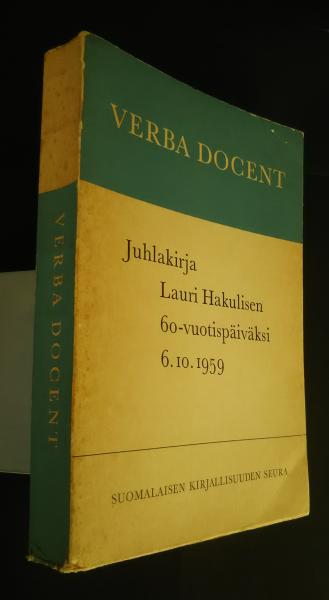 VERBA DOCENT
Juhlakirja
Lauri Hakulisen
60-vuotispäiväksi
6.10.1959
SUOMALAISEN KIRJALLISUUDEN SEURA
VERBA DOCENT